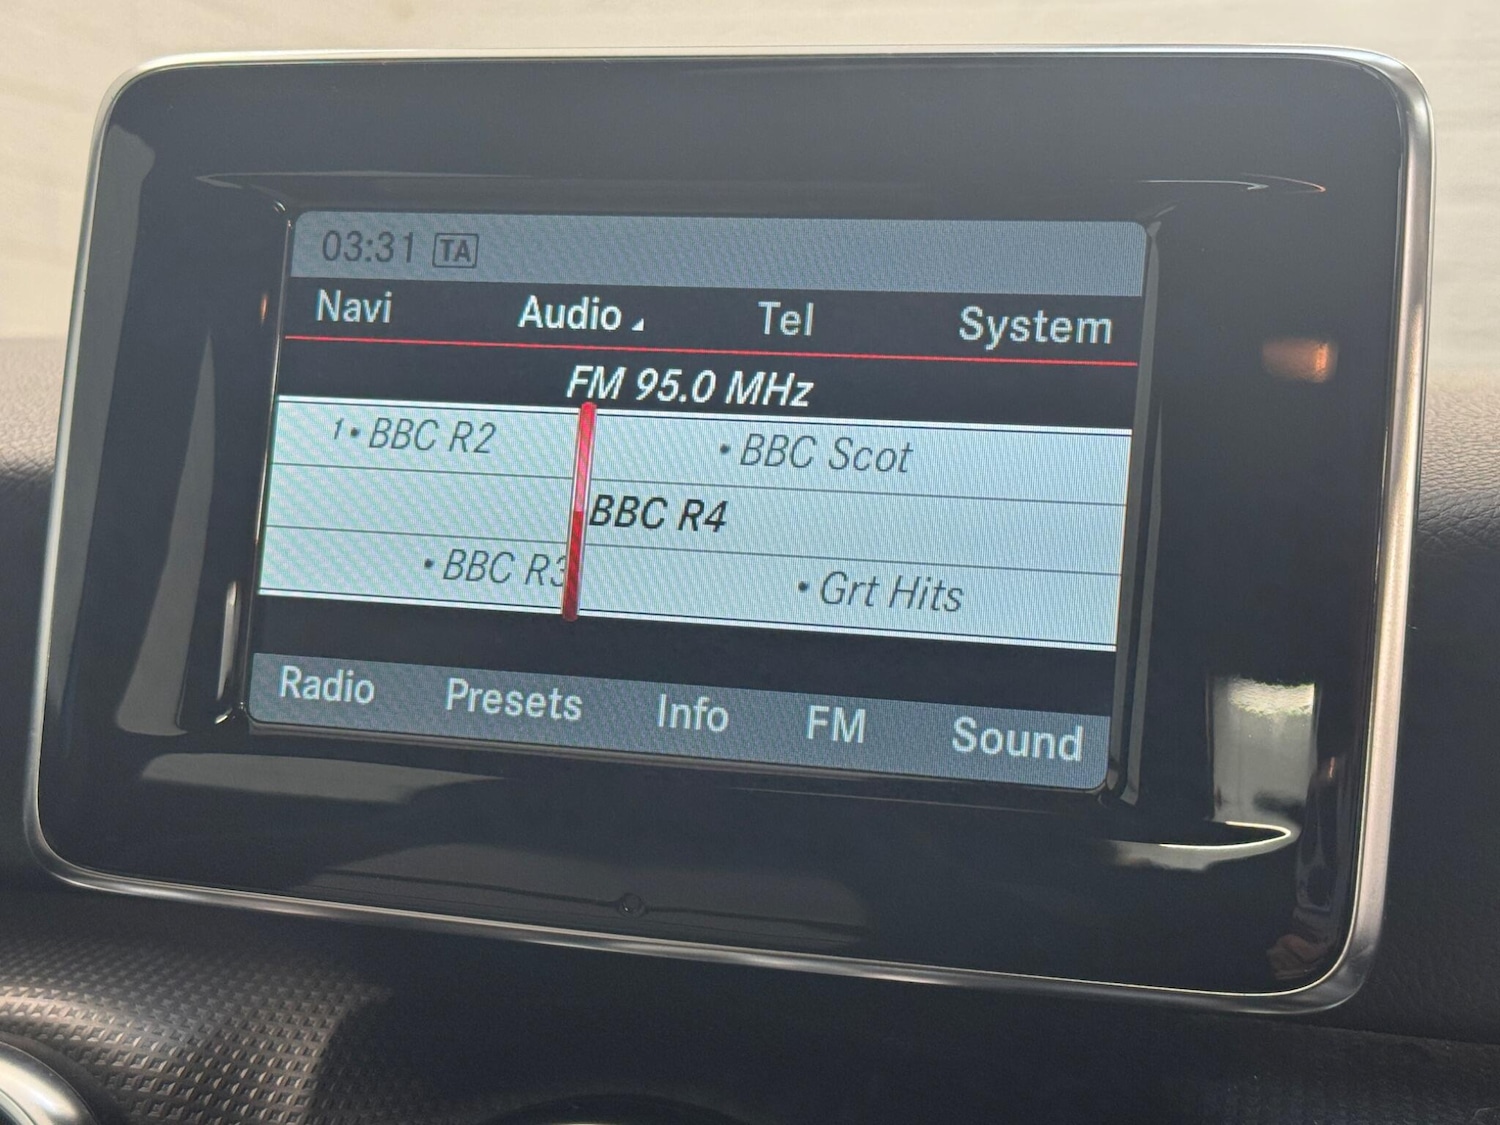 03:31 TA
Navi Audio Tel System
FM 95.0 MHz
1 • BBC R2 • BBC Scot
BBC R4
• BBC R3 • Grt Hits
Radio Presets Info FM Sound